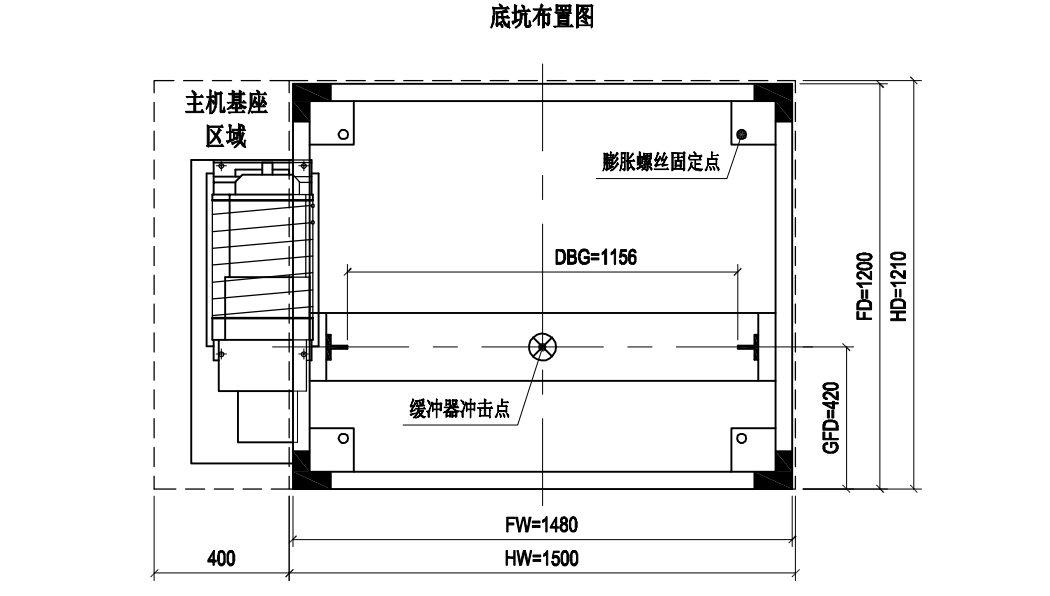 底坑布置图
主机基座
区域
膨胀螺丝固定点
DBG=1156
FD=1200
HD=1210
缓冲器冲击点
GFD=420
FW=1480
400
HW=1500